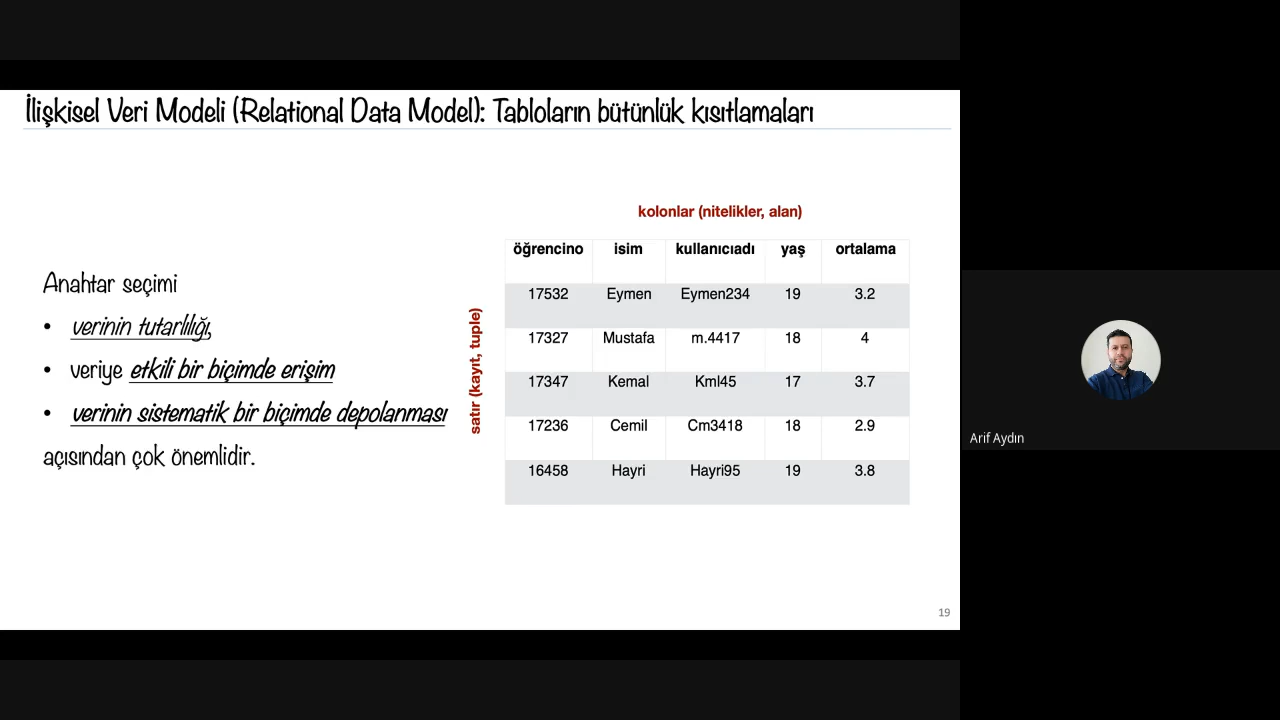 İlişkisel Veri Modeli (Relational Data Model): Tabloların bütünlük kısıtlamaları
Anahtar seçimi
• verinin tutarlılığı,
• veriye etkili bir biçimde erişim
• verinin sistematik bir biçimde depolanması
açısından çok önemlidir.
kolonlar (nitelikler, alan)
satır (kayıt, tuple)
öğrencino isim kullanıcıadı yaş ortalama
17532 Eymen Eymen234 19 3.2
17327 Mustafa m.4417 18 4
17347 Kemal Kml45 17 3.7
17236 Cemil Cm3418 18 2.9
16458 Hayri Hayri95 19 3.8
19
Arif Aydın